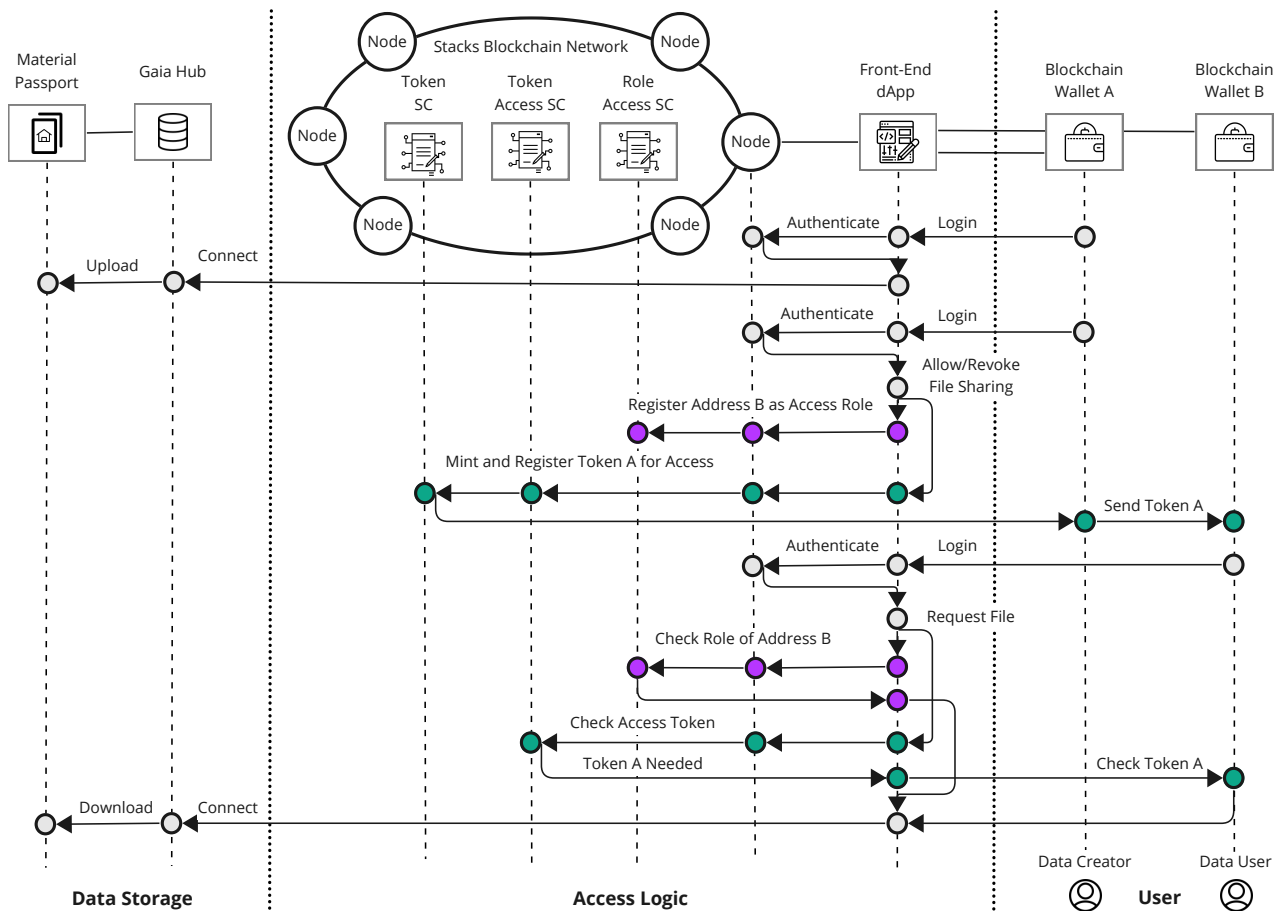 Material
Passport
Gaia Hub
Node
Stacks Blockchain Network
Node
Token
SC
Token
Access SC
Role
Access SC
Front-End
dApp
Blockchain
Wallet A
Blockchain
Wallet B
Node
Node
Node
Node
Authenticate
Login
Upload
Connect
Authenticate
Login
Allow/Revoke
File Sharing
Register Address B as Access Role
Mint and Register Token A for Access
Send Token A
Authenticate
Login
Request File
Check Role of Address B
Check Access Token
Token A Needed
Check Token A
Download
Connect
Data Creator
Data User
Data Storage
Access Logic
User